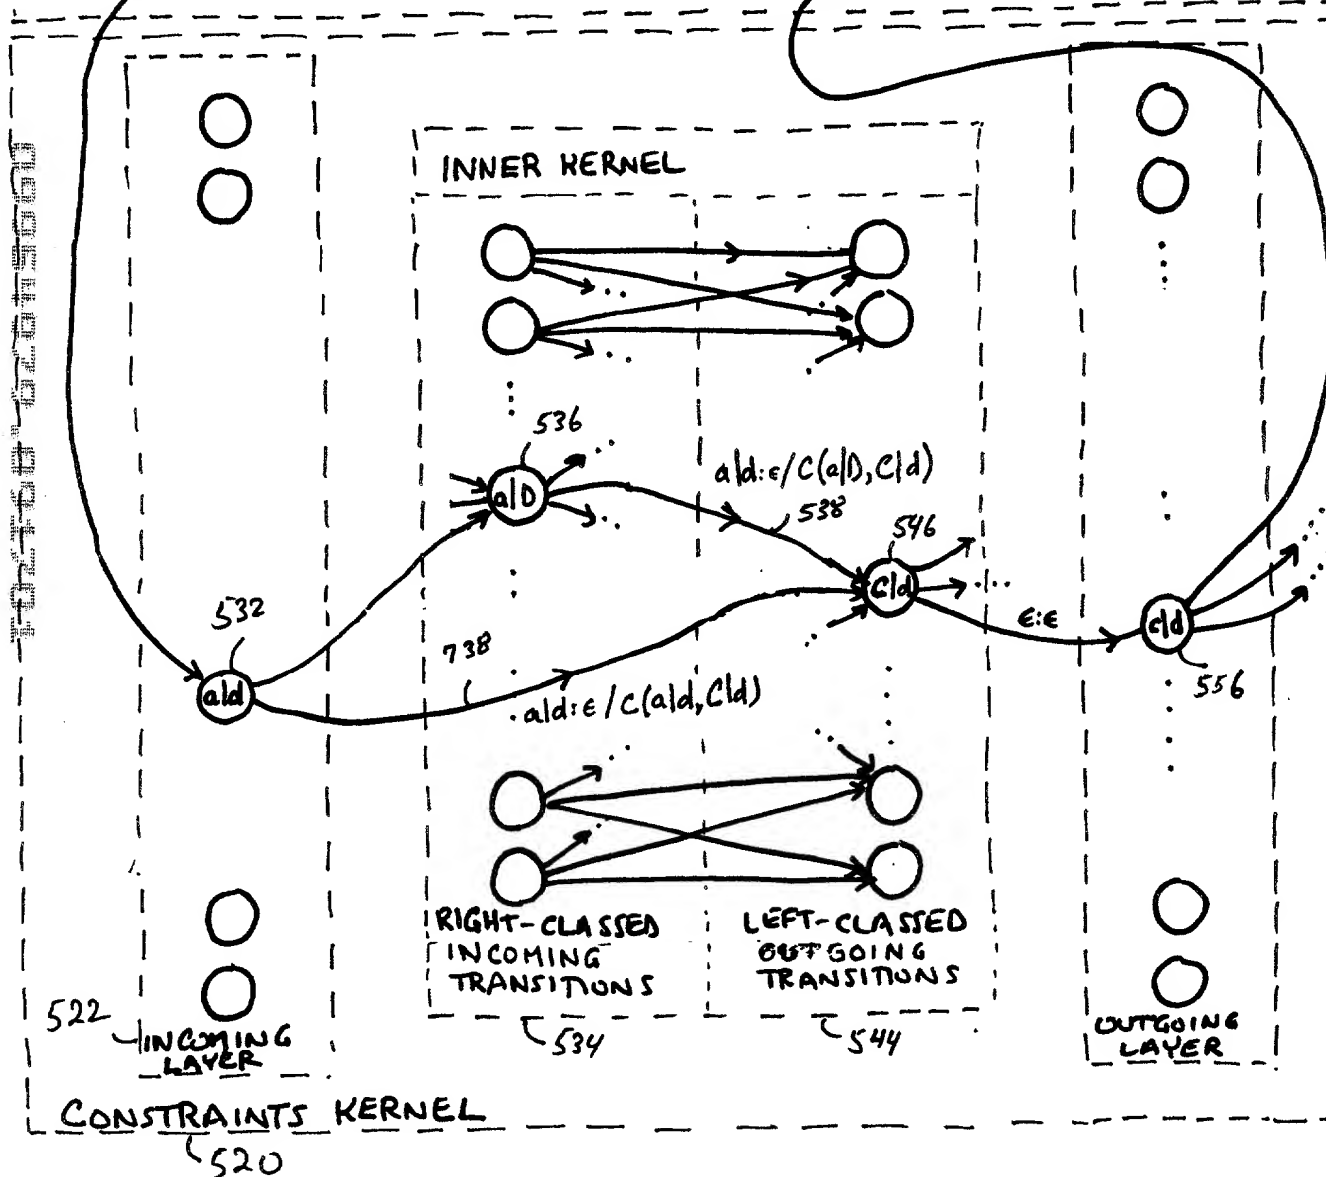 INNER KERNEL
536
a|D
a|d:ε/C(a|D,C|d)
538
546
C|d
532
a|d
738
a|d:ε/C(a|d,C|d)
ε:ε
c|d
556
RIGHT-CLASSED
INCOMING
TRANSITIONS
LEFT-CLASSED
OUTGOING
TRANSITIONS
522
INCOMING
LAYER
534
544
OUTGOING
LAYER
CONSTRAINTS KERNEL
520